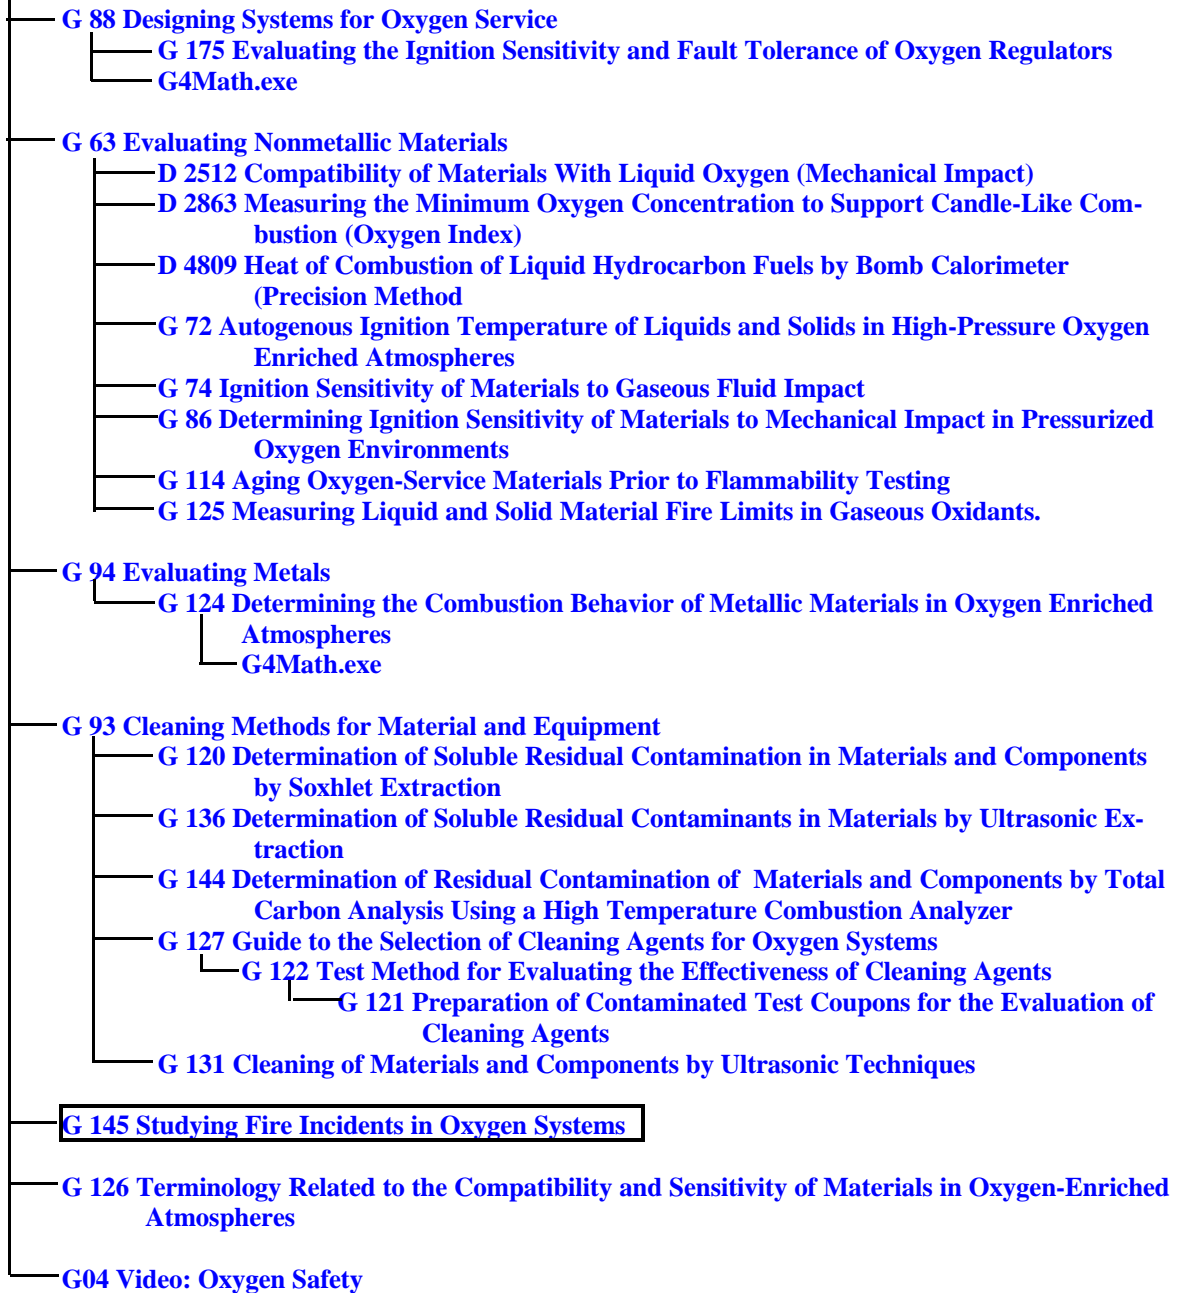 G 88 Designing Systems for Oxygen Service
G 175 Evaluating the Ignition Sensitivity and Fault Tolerance of Oxygen Regulators
G4Math.exe
G 63 Evaluating Nonmetallic Materials
D 2512 Compatibility of Materials With Liquid Oxygen (Mechanical Impact)
D 2863 Measuring the Minimum Oxygen Concentration to Support Candle-Like Com-
bustion (Oxygen Index)
D 4809 Heat of Combustion of Liquid Hydrocarbon Fuels by Bomb Calorimeter
(Precision Method
G 72 Autogenous Ignition Temperature of Liquids and Solids in High-Pressure Oxygen
Enriched Atmospheres
G 74 Ignition Sensitivity of Materials to Gaseous Fluid Impact
G 86 Determining Ignition Sensitivity of Materials to Mechanical Impact in Pressurized
Oxygen Environments
G 114 Aging Oxygen-Service Materials Prior to Flammability Testing
G 125 Measuring Liquid and Solid Material Fire Limits in Gaseous Oxidants.
G 94 Evaluating Metals
G 124 Determining the Combustion Behavior of Metallic Materials in Oxygen Enriched
Atmospheres
G4Math.exe
G 93 Cleaning Methods for Material and Equipment
G 120 Determination of Soluble Residual Contamination in Materials and Components
by Soxhlet Extraction
G 136 Determination of Soluble Residual Contaminants in Materials by Ultrasonic Ex-
traction
G 144 Determination of Residual Contamination of Materials and Components by Total
Carbon Analysis Using a High Temperature Combustion Analyzer
G 127 Guide to the Selection of Cleaning Agents for Oxygen Systems
G 122 Test Method for Evaluating the Effectiveness of Cleaning Agents
G 121 Preparation of Contaminated Test Coupons for the Evaluation of
Cleaning Agents
G 131 Cleaning of Materials and Components by Ultrasonic Techniques
G 145 Studying Fire Incidents in Oxygen Systems
G 126 Terminology Related to the Compatibility and Sensitivity of Materials in Oxygen-Enriched
Atmospheres
G04 Video: Oxygen Safety